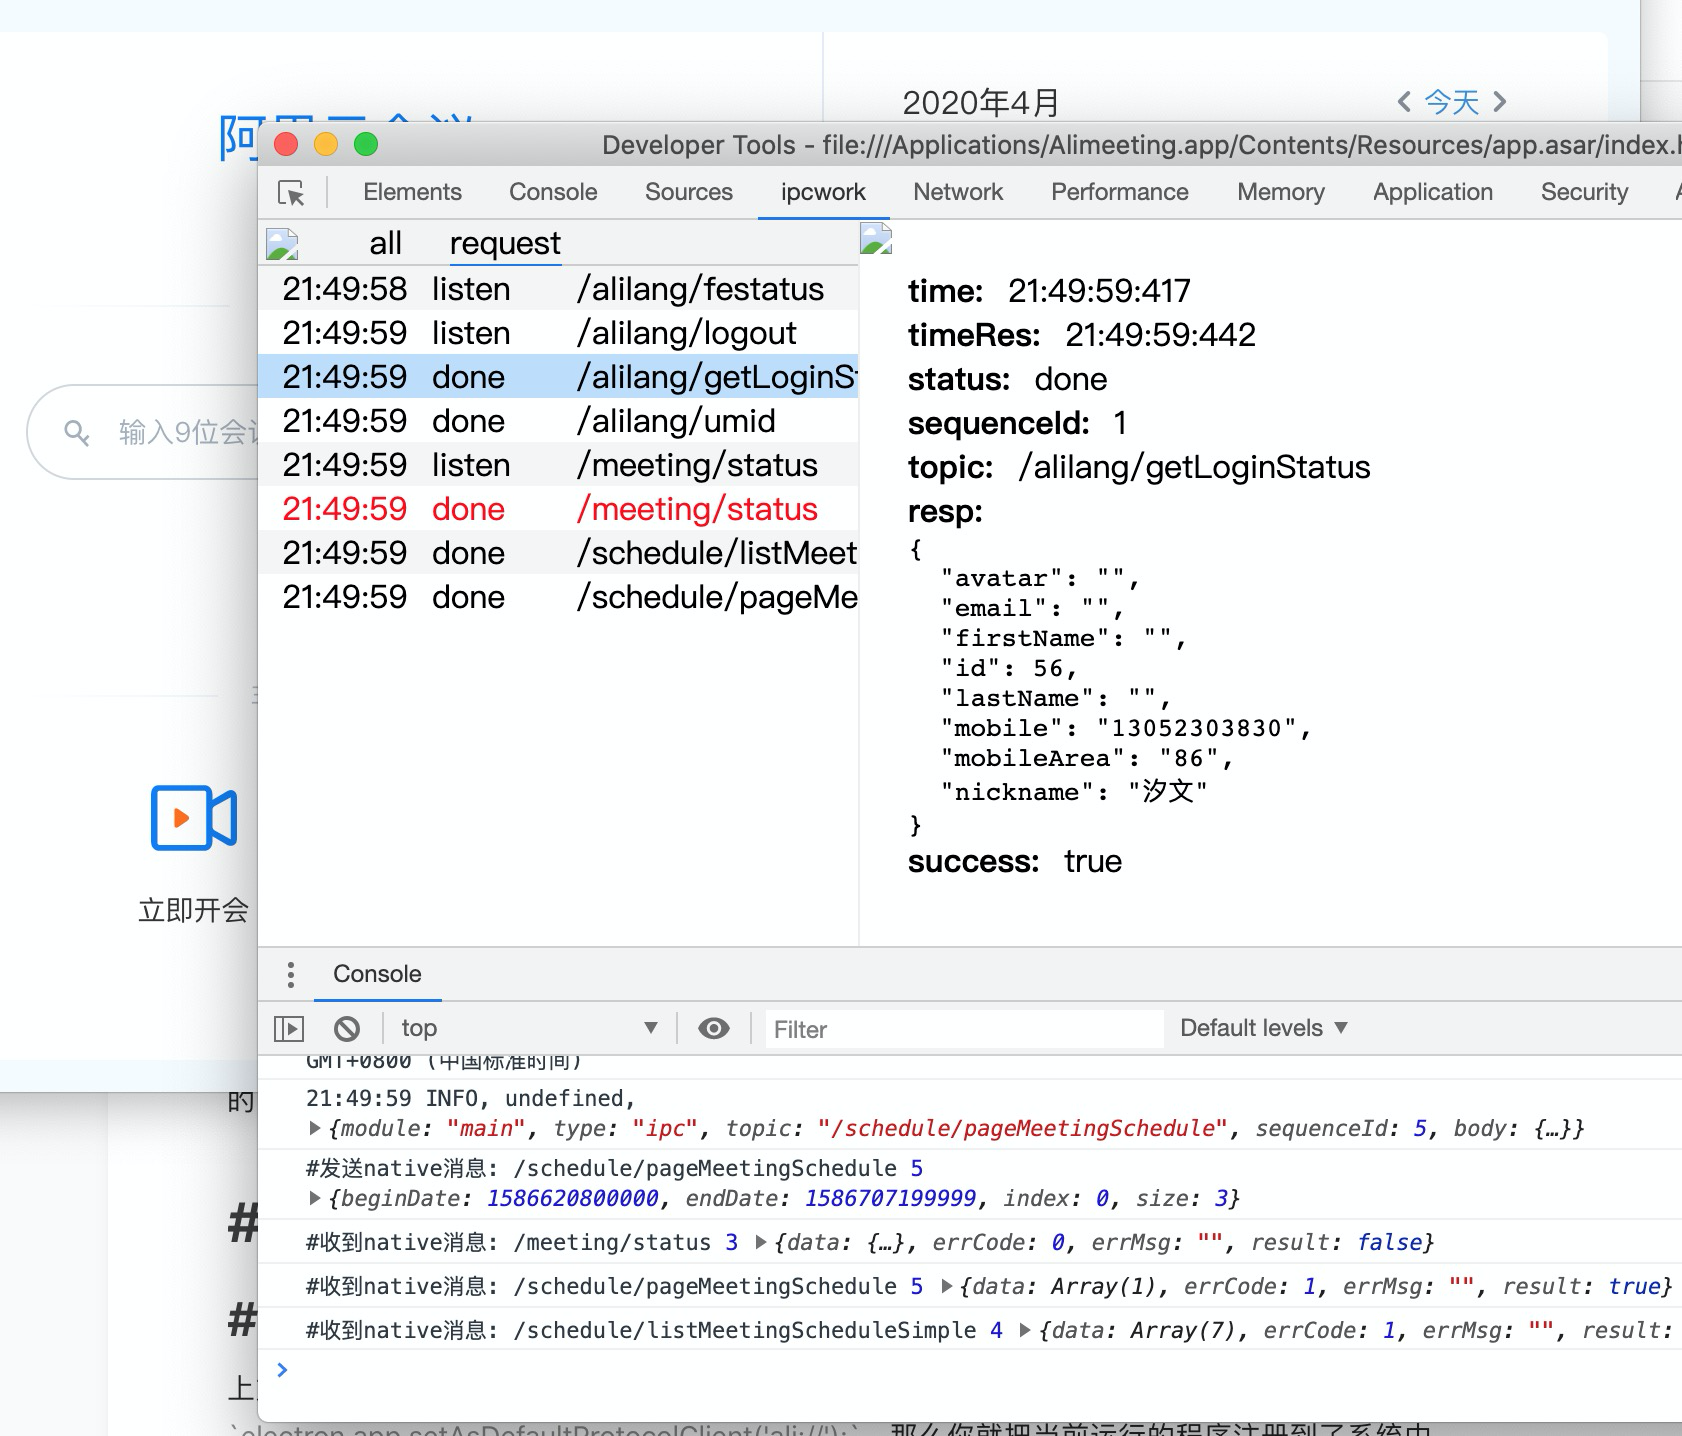 2020年4月
今天
Developer Tools - file:///Applications/Alimeeting.app/Contents/Resources/app.asar/index.h
Elements Console Sources ipcwork Network Performance Memory Application Security
all request
21:49:58 listen /alilang/festatus
21:49:59 listen /alilang/logout
21:49:59 done /alilang/getLoginSt
21:49:59 done /alilang/umid
21:49:59 listen /meeting/status
21:49:59 done /meeting/status
21:49:59 done /schedule/listMeet
21:49:59 done /schedule/pageMe
输入9位会
立即开会
time: 21:49:59:417
timeRes: 21:49:59:442
status: done
sequenceId: 1
topic: /alilang/getLoginStatus
resp:
{
"avatar": "",
"email": "",
"firstName": "",
"id": 56,
"lastName": "",
"mobile": "13052303830",
"mobileArea": "86",
"nickname": "汐文"
}
success: true
Console
top Filter Default levels
GMT+0800 (中国标准时间)
21:49:59 INFO, undefined,
{module: "main", type: "ipc", topic: "/schedule/pageMeetingSchedule", sequenceId: 5, body: {…}}
#发送native消息: /schedule/pageMeetingSchedule 5
{beginDate: 1586620800000, endDate: 1586707199999, index: 0, size: 3}
#收到native消息: /meeting/status 3 {data: {…}, errCode: 0, errMsg: "", result: false}
#收到native消息: /schedule/pageMeetingSchedule 5 {data: Array(1), errCode: 1, errMsg: "", result: true}
#收到native消息: /schedule/listMeetingScheduleSimple 4 {data: Array(7), errCode: 1, errMsg: "", result:
的
#
#
上
`electron.app.setAsDefaultProtocolClient('ali://');` 那么你就把当前运行的程序注册到了系统中